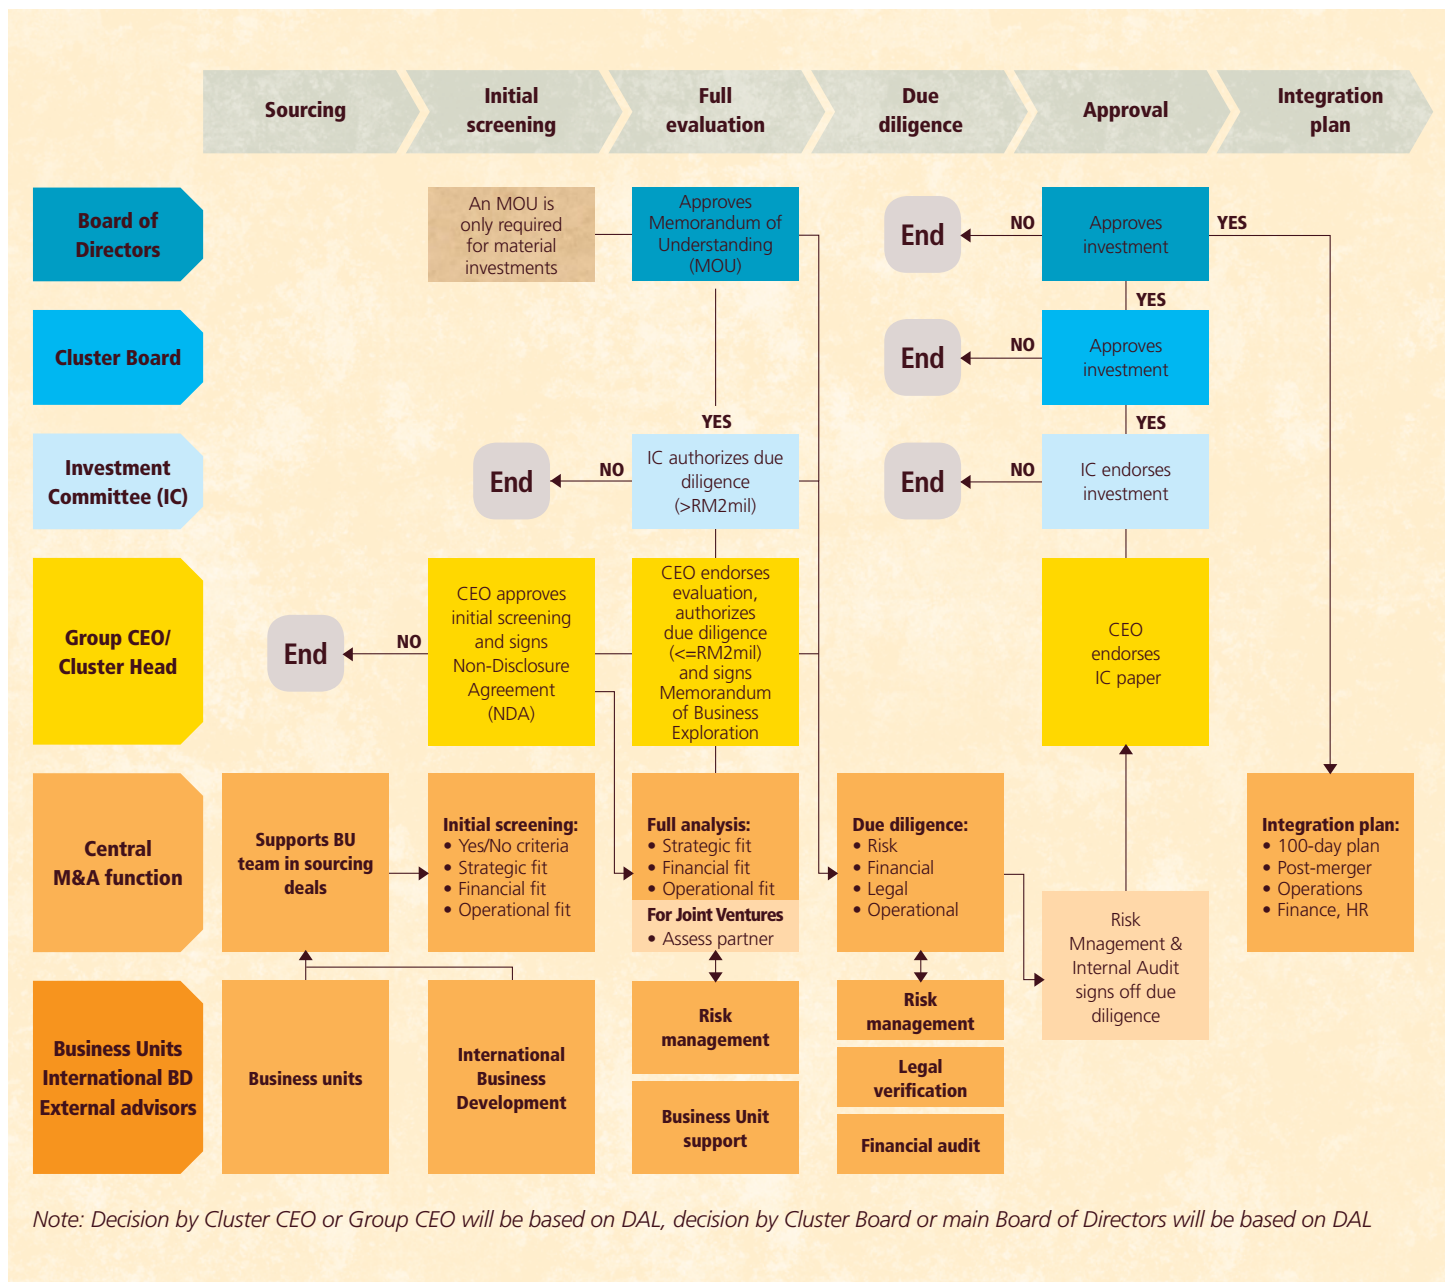 Sourcing
Initial
screening
Full
evaluation
Due
diligence
Approval
Integration
plan
Board of
Directors
An MOU is
only required
for material
investments
Approves
Memorandum of
Understanding
(MOU)
End
NO
Approves
investment
YES
YES
Cluster Board
End
NO
Approves
investment
YES
YES
Investment
Committee (IC)
End
NO
IC authorizes due
diligence
(>RM2mil)
End
NO
IC endorses
investment
Group CEO/
Cluster Head
End
NO
CEO approves
initial screening
and signs
Non-Disclosure
Agreement
(NDA)
CEO endorses
evaluation,
authorizes
due diligence
(<=RM2mil)
and signs
Memorandum
of Business
Exploration
CEO
endorses
IC paper
Central
M&A function
Supports BU
team in sourcing
deals
Initial screening:
• Yes/No criteria
• Strategic fit
• Financial fit
• Operational fit
Full analysis:
• Strategic fit
• Financial fit
• Operational fit
For Joint Ventures
• Assess partner
Due diligence:
• Risk
• Financial
• Legal
• Operational
Risk
Mnagement &
Internal Audit
signs off due
diligence
Integration plan:
• 100-day plan
• Post-merger
• Operations
• Finance, HR
Business Units
International BD
External advisors
Business units
International
Business
Development
Risk
management
Business Unit
support
Risk
management
Legal
verification
Financial audit
Note: Decision by Cluster CEO or Group CEO will be based on DAL, decision by Cluster Board or main Board of Directors will be based on DAL